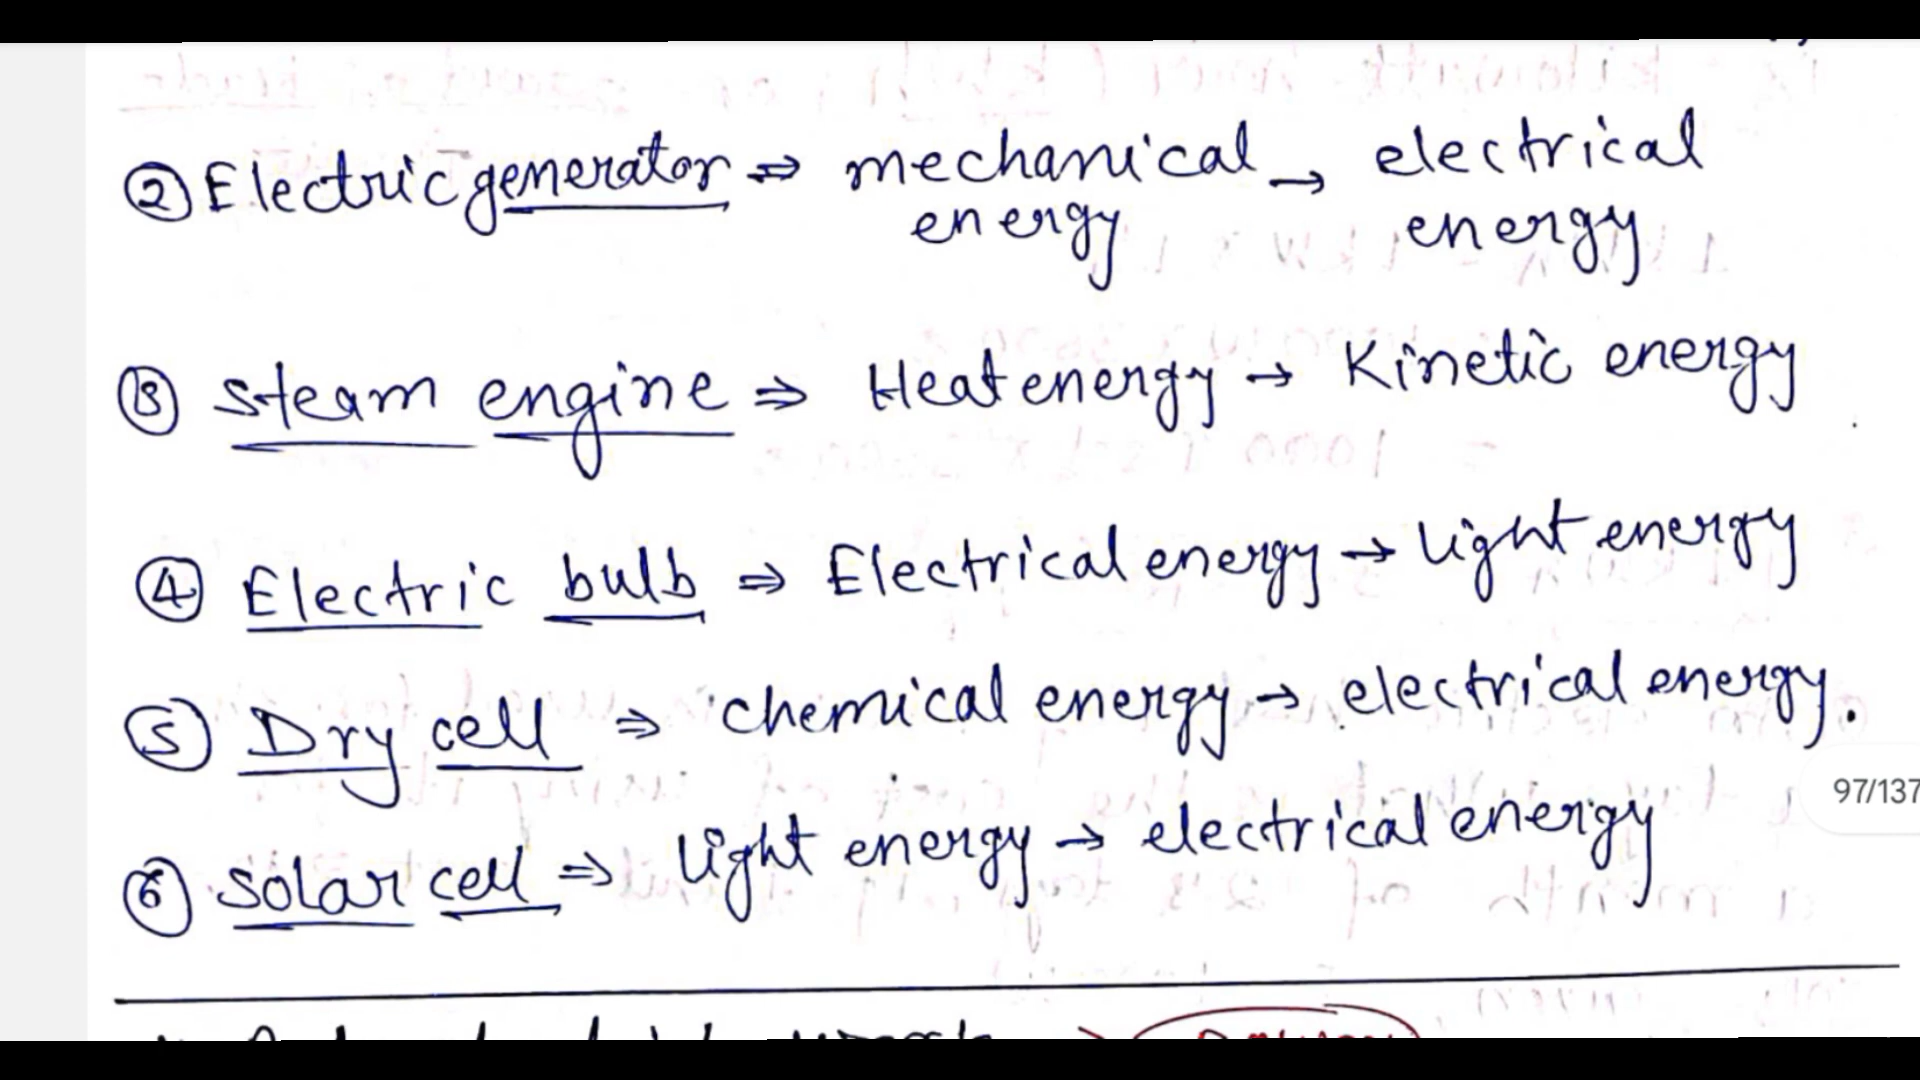 ② Electric generator ⇒ mechanical energy → electrical energy
③ Steam engine ⇒ Heat energy → Kinetic energy
④ Electric bulb ⇒ Electrical energy → light energy
⑤ Dry cell ⇒ chemical energy → electrical energy.
⑥ Solar cell ⇒ light energy → electrical energy
97/137